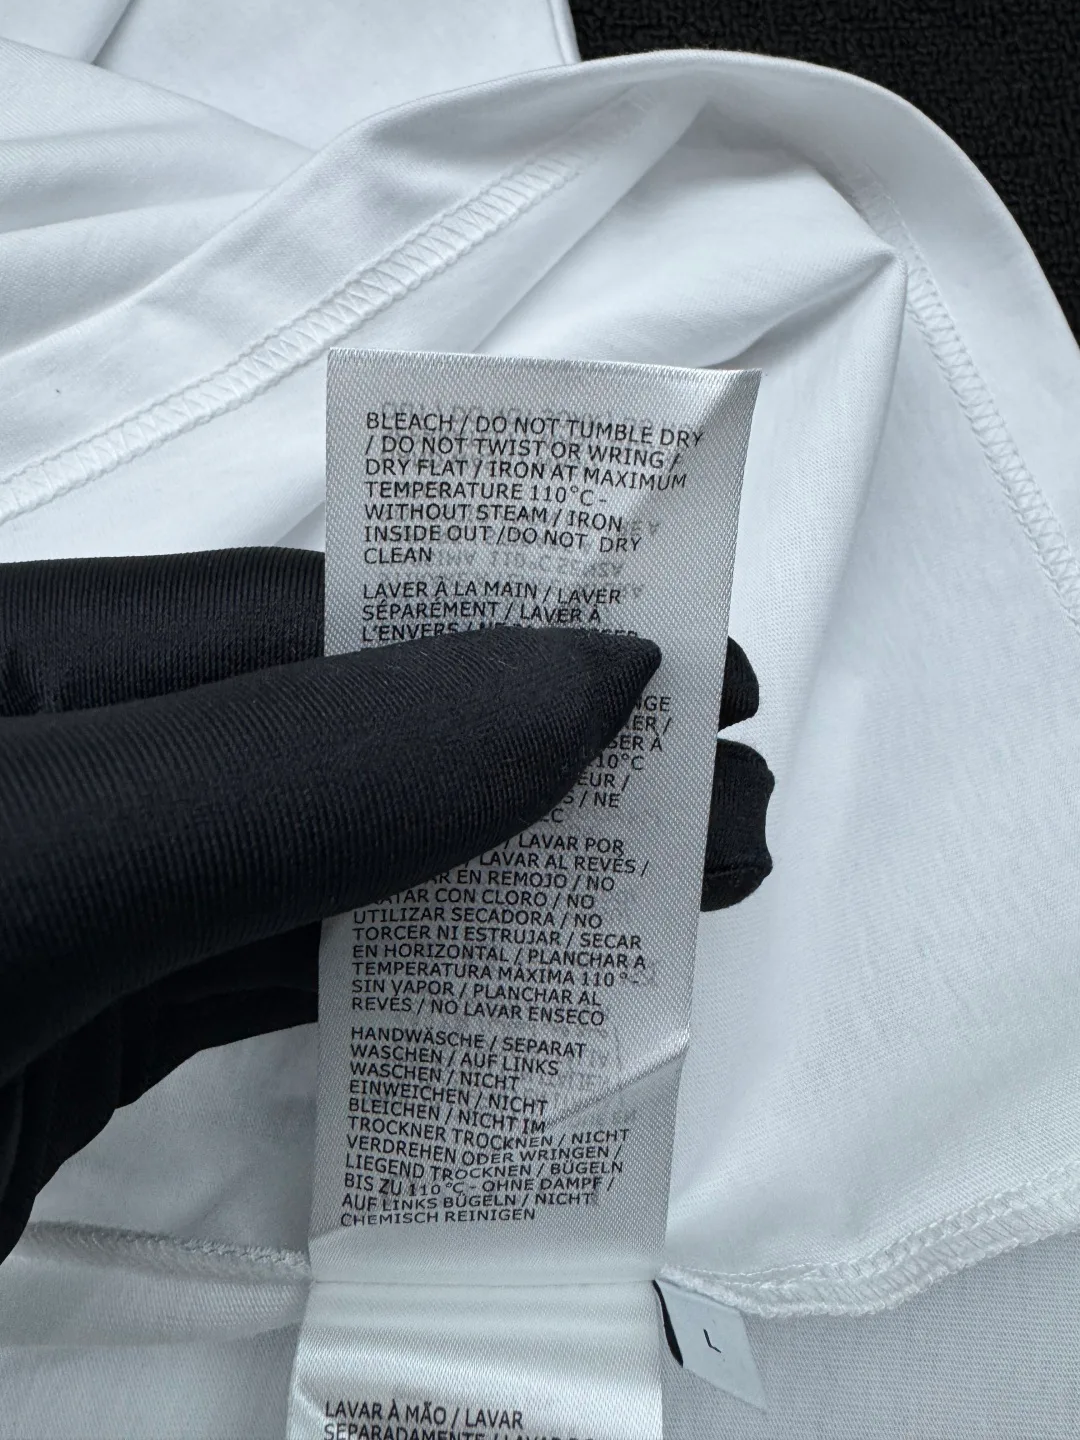 BLEACH / DO NOT TUMBLE DRY
/ DO NOT TWIST OR WRING /
DRY FLAT / IRON AT MAXIMUM
TEMPERATURE 110°C -
WITHOUT STEAM / IRON
INSIDE OUT /DO NOT DRY
CLEAN
LAVER À LA MAIN / LAVER
SÉPARÉMENT / LAVER À
L'ENVERS /
/
À
110°C
/
/ NE
/ LAVAR POR
/ LAVAR AL REVÉS /
EN REMOJO / NO
CON CLORO / NO
UTILIZAR SECADORA / NO
TORCER NI ESTRUJAR / SECAR
EN HORIZONTAL / PLANCHAR A
TEMPERATURA MÁXIMA 110°-
SIN VAPOR / PLANCHAR AL
REVÉS / NO LAVAR ENSECO
HANDWÄSCHE / SEPARAT
WASCHEN / AUF LINKS
WASCHEN / NICHT
EINWEICHEN / NICHT
BLEICHEN / NICHT IM
TROCKNER TROCKNEN / NICHT
VERDREHEN ODER WRINGEN /
LIEGEND TROCKNEN / BÜGELN
BIS ZU 110°C - OHNE DAMPF /
AUF LINKS BÜGELN / NICHT
CHEMISCH REINIGEN
L
LAVAR À MÃO / LAVAR
SEPARADAMENTE /